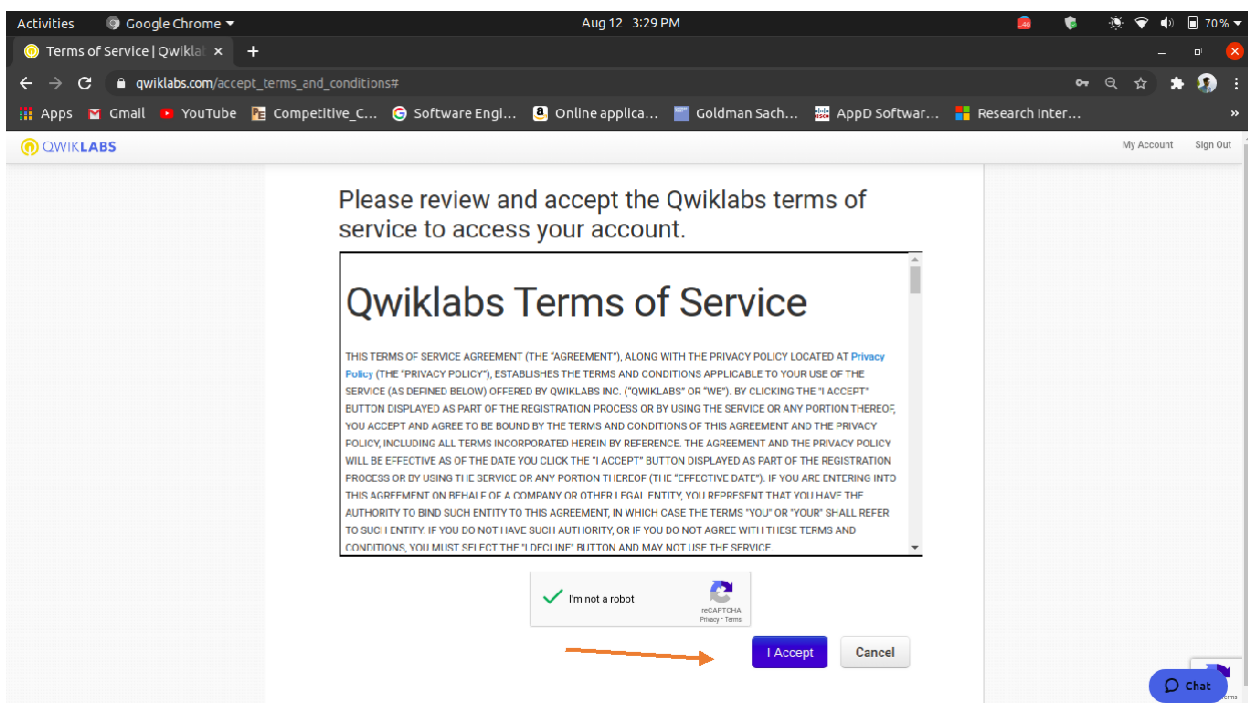 Activities Google Chrome Aug 12 3:29 PM 70%
Terms of Service | Qwiklab
qwiklabs.com/accept_terms_and_conditions#
Apps Gmail YouTube Competitive_C... Software Engi... Online applica... Goldman Sach... AppD Softwar... Research Inter... »
QWIKLABS My Account Sign Out
Please review and accept the Qwiklabs terms of
service to access your account.
Qwiklabs Terms of Service
THIS TERMS OF SERVICE AGREEMENT (THE "AGREEMENT"), ALONG WITH THE PRIVACY POLICY LOCATED AT Privacy
Policy (THE "PRIVACY POLICY"), ESTABLISHES THE TERMS AND CONDITIONS APPLICABLE TO YOUR USE OF THE
SERVICE (AS DEFINED BELOW) OFFERED BY QWIKLABS INC. ("QWIKLABS" OR "WE"). BY CLICKING THE "I ACCEPT"
BUTTON DISPLAYED AS PART OF THE REGISTRATION PROCESS OR BY USING THE SERVICE OR ANY PORTION THEREOF,
YOU ACCEPT AND AGREE TO BE BOUND BY THE TERMS AND CONDITIONS OF THIS AGREEMENT AND THE PRIVACY
POLICY, INCLUDING ALL TERMS INCORPORATED HEREIN BY REFERENCE. THE AGREEMENT AND THE PRIVACY POLICY
WILL BE EFFECTIVE AS OF THE DATE YOU CLICK THE "I ACCEPT" BUTTON DISPLAYED AS PART OF THE REGISTRATION
PROCESS OR BY USING THE SERVICE OR ANY PORTION THEREOF (THE "EFFECTIVE DATE"). IF YOU ARE ENTERING INTO
THIS AGREEMENT ON BEHALF OF A COMPANY OR OTHER LEGAL ENTITY, YOU REPRESENT THAT YOU HAVE THE
AUTHORITY TO BIND SUCH ENTITY TO THIS AGREEMENT, IN WHICH CASE THE TERMS "YOU" OR "YOUR" SHALL REFER
TO SUCH ENTITY. IF YOU DO NOT HAVE SUCH AUTHORITY, OR IF YOU DO NOT AGREE WITH THESE TERMS AND
CONDITIONS, YOU MUST SELECT THE "I DECLINE" BUTTON AND MAY NOT USE THE SERVICE
I'm not a robot
reCAPTCHA
Privacy - Terms
I Accept Cancel
Chat